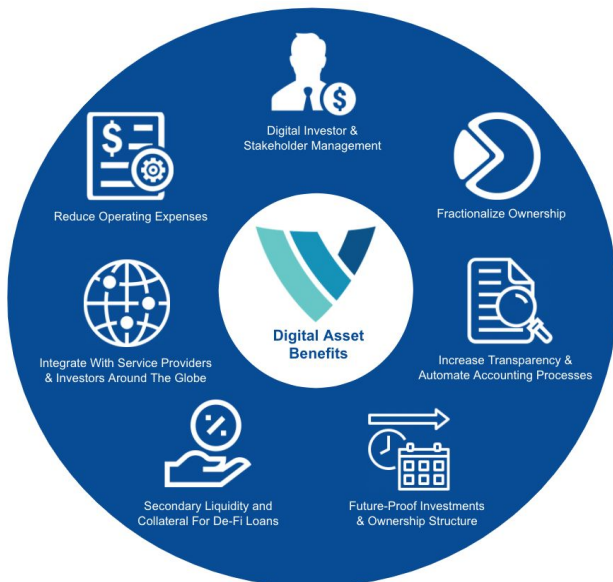 Digital Investor &
Stakeholder Management
Fractionalize Ownership
Increase Transparency &
Automate Accounting Processes
Future-Proof Investments
& Ownership Structure
Secondary Liquidity and
Collateral For De-Fi Loans
Integrate With Service Providers
& Investors Around The Globe
Reduce Operating Expenses
Digital Asset
Benefits